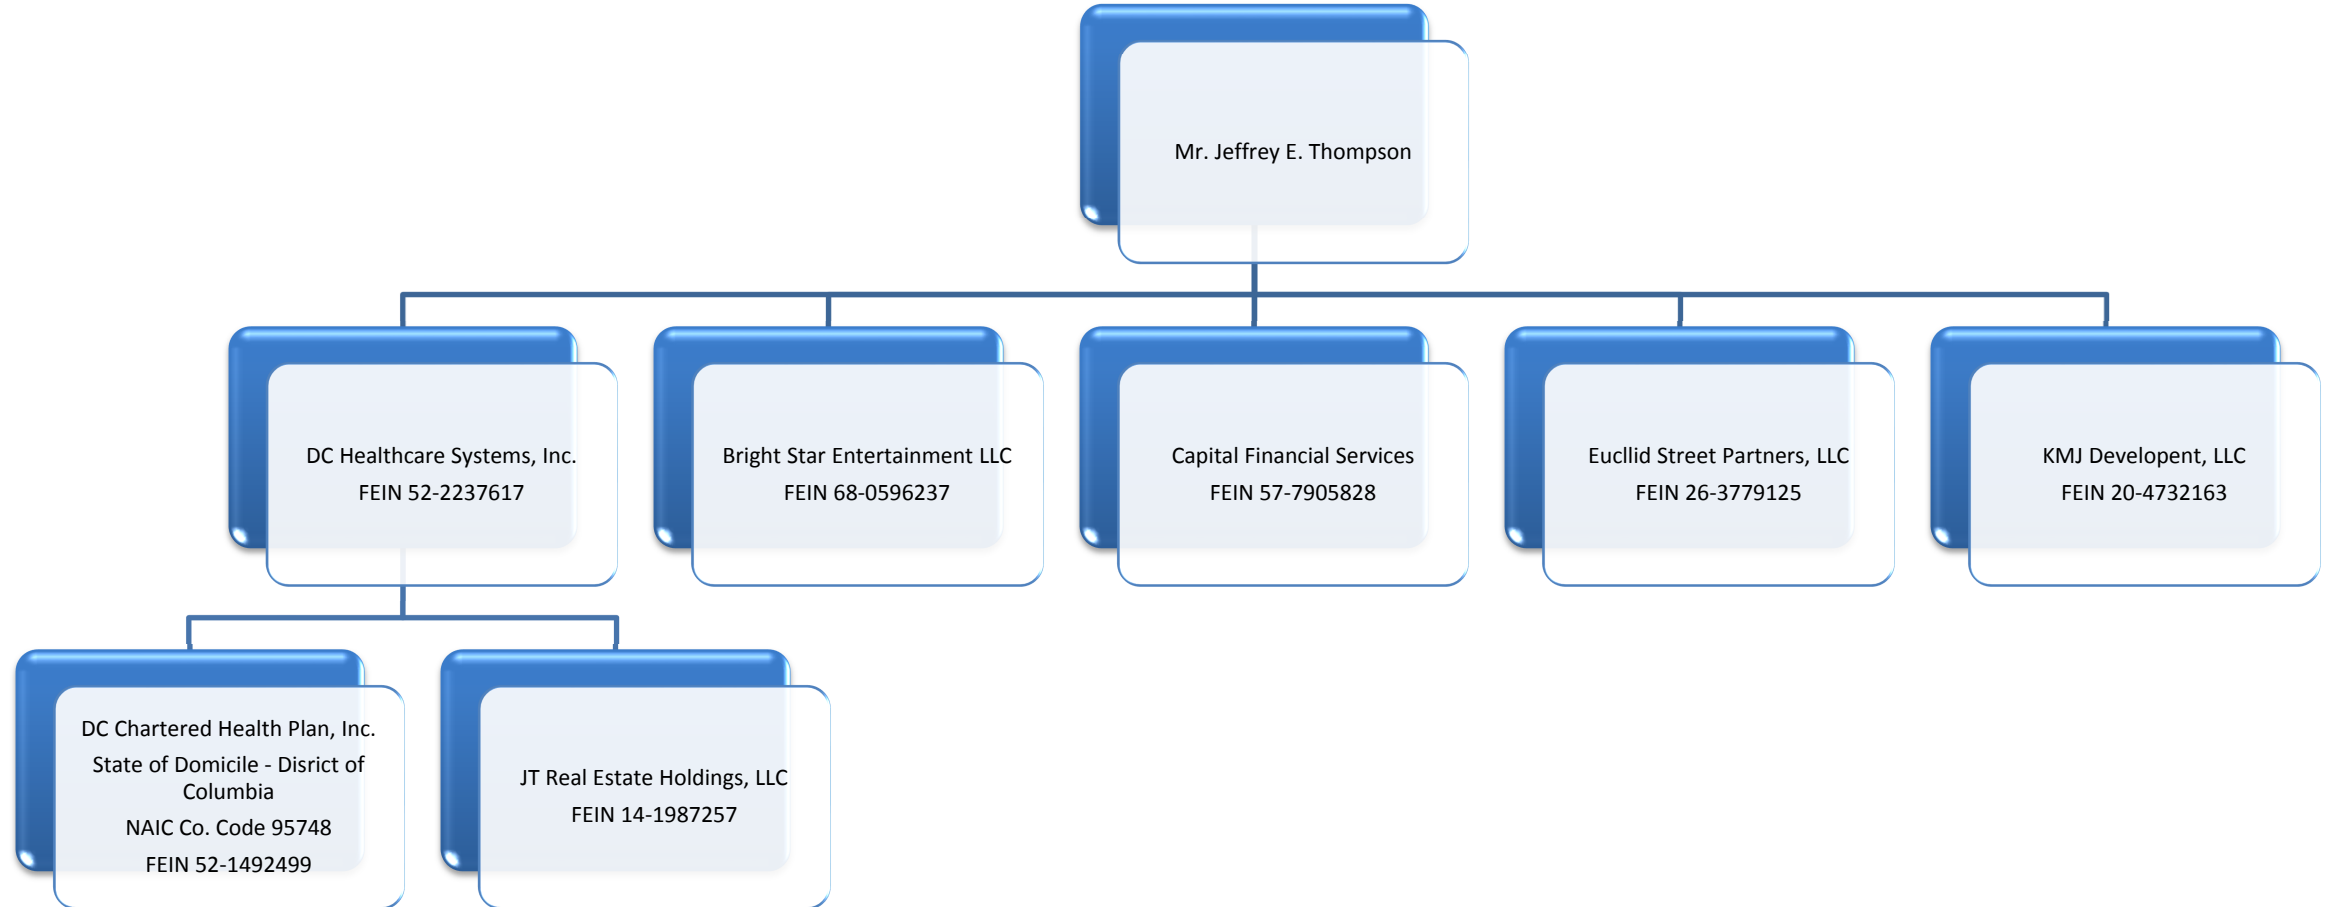 Mr. Jeffrey E. Thompson
DC Healthcare Systems, Inc.
FEIN 52-2237617
Bright Star Entertainment LLC
FEIN 68-0596237
Capital Financial Services
FEIN 57-7905828
Eucllid Street Partners, LLC
FEIN 26-3779125
KMJ Developent, LLC
FEIN 20-4732163
DC Chartered Health Plan, Inc.
State of Domicile - Disrict of
Columbia
NAIC Co. Code 95748
FEIN 52-1492499
JT Real Estate Holdings, LLC
FEIN 14-1987257